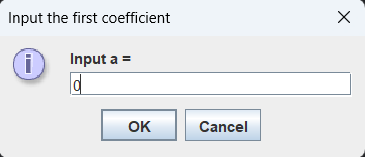 Input the first coefficient
Input a =
0
OK Cancel